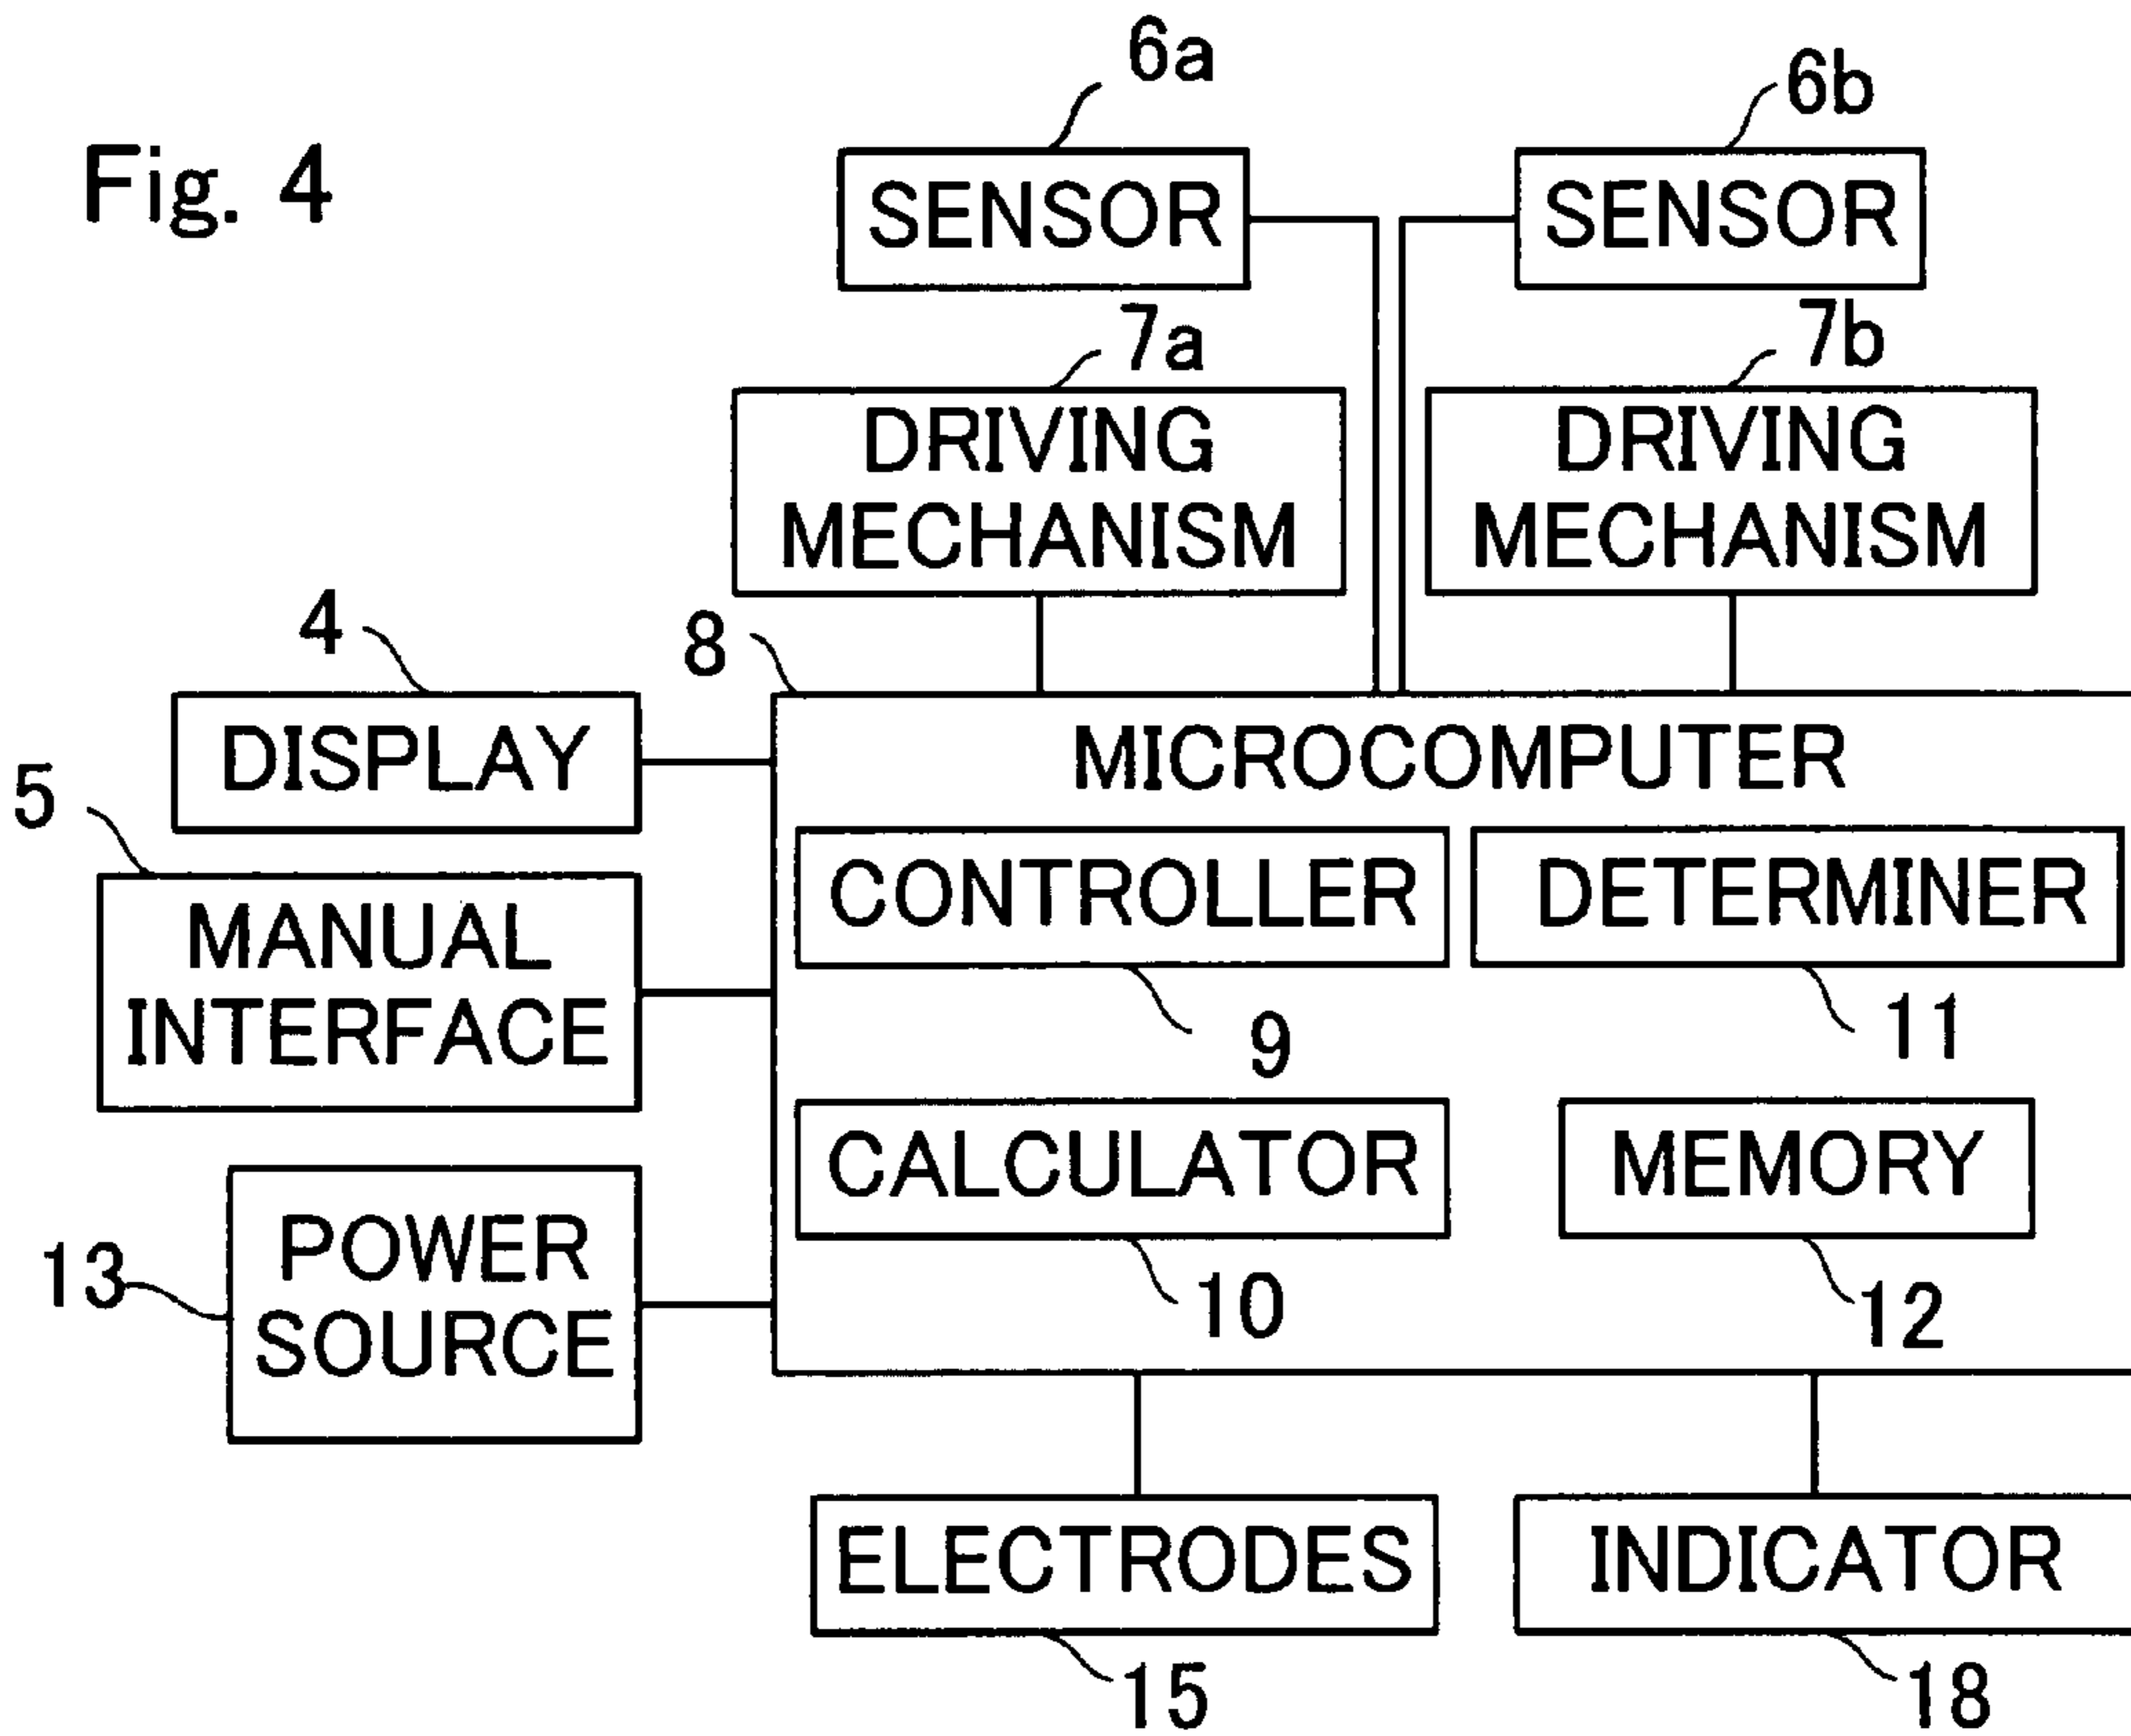 Fig. 4
6a
6b
SENSOR
SENSOR
7a
7b
DRIVING
MECHANISM
DRIVING
MECHANISM
4
8
DISPLAY
MICROCOMPUTER
5
MANUAL
INTERFACE
CONTROLLER
DETERMINER
9
11
CALCULATOR
MEMORY
10
12
13
POWER
SOURCE
ELECTRODES
INDICATOR
15
18